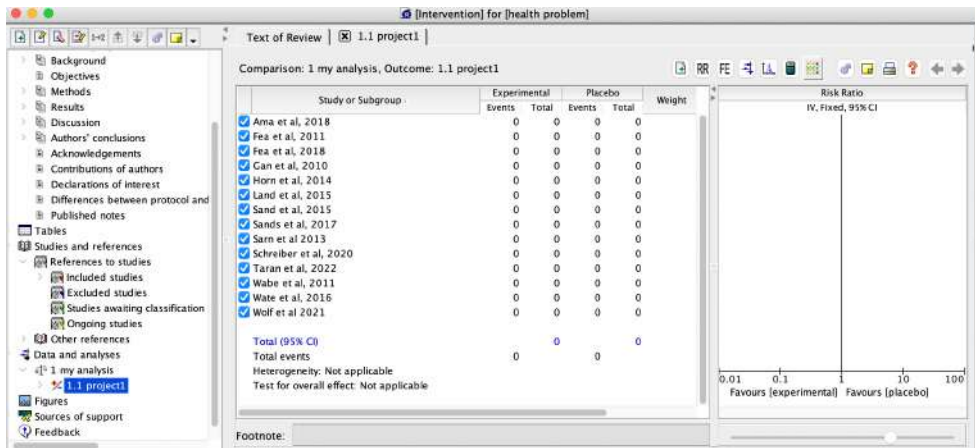 [Intervention] for [health problem]
Text of Review
1.1 project1
Background
Objectives
Methods
Results
Discussion
Authors' conclusions
Acknowledgements
Contributions of authors
Declarations of interest
Differences between protocol and
Published notes
Tables
Studies and references
References to studies
Included studies
Excluded studies
Studies awaiting classification
Ongoing studies
Other references
Data and analyses
1 my analysis
1.1 project1
Figures
Sources of support
Feedback
Comparison: 1 my analysis, Outcome: 1.1 project1
RR FE
Study or Subgroup Experimental Placebo Weight
Events Total Events Total
Ama et al, 2018 0 0 0 0
Fea et al, 2011 0 0 0 0
Fea et al, 2018 0 0 0 0
Gan et al, 2010 0 0 0 0
Horn et al, 2014 0 0 0 0
Land et al, 2015 0 0 0 0
Sand et al, 2015 0 0 0 0
Sands et al, 2017 0 0 0 0
Sarn et al 2013 0 0 0 0
Schreiber et al, 2020 0 0 0 0
Taran et al, 2022 0 0 0 0
Wabe et al, 2011 0 0 0 0
Wate et al, 2016 0 0 0 0
Wolf et al 2021 0 0 0 0
Total (95% CI) 0 0
Total events 0 0
Heterogeneity: Not applicable
Test for overall effect: Not applicable
Footnote:
Risk Ratio
IV, Fixed, 95% CI
0.01 0.1 1 10 100
Favours [experimental] Favours [placebo]